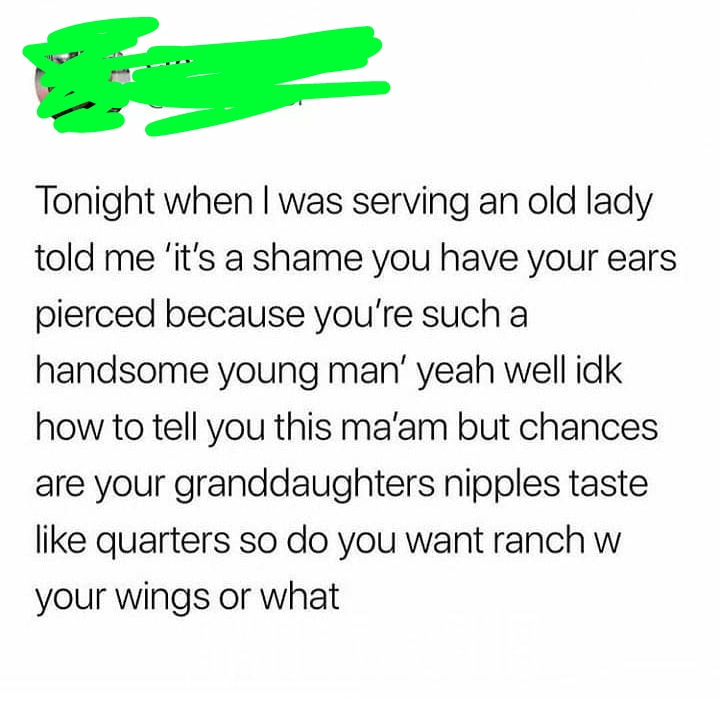 Tonight when I was serving an old lady
told me 'it's a shame you have your ears
pierced because you're such a
handsome young man' yeah well idk
how to tell you this ma'am but chances
are your granddaughters nipples taste
like quarters so do you want ranch w
your wings or what